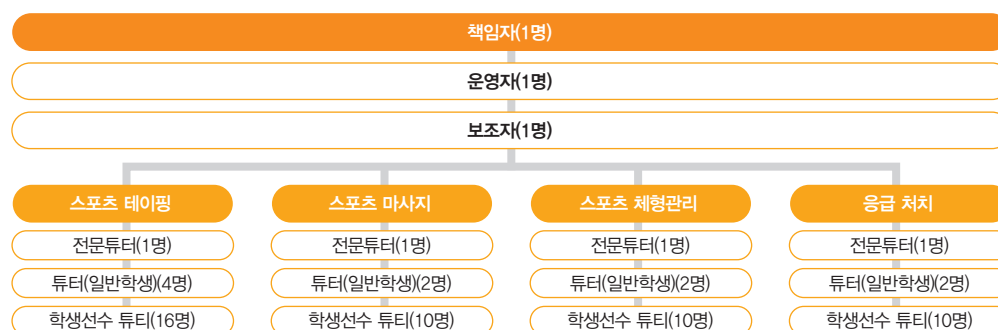 책임자(1명)
운영자(1명)
보조자(1명)
스포츠 테이핑
스포츠 마사지
스포츠 체형관리
응급 처치
전문튜터(1명)
전문튜터(1명)
전문튜터(1명)
전문튜터(1명)
튜터(일반학생)(4명)
튜터(일반학생)(2명)
튜터(일반학생)(2명)
튜터(일반학생)(2명)
학생선수 튜티(16명)
학생선수 튜티(10명)
학생선수 튜티(10명)
학생선수 튜티(10명)